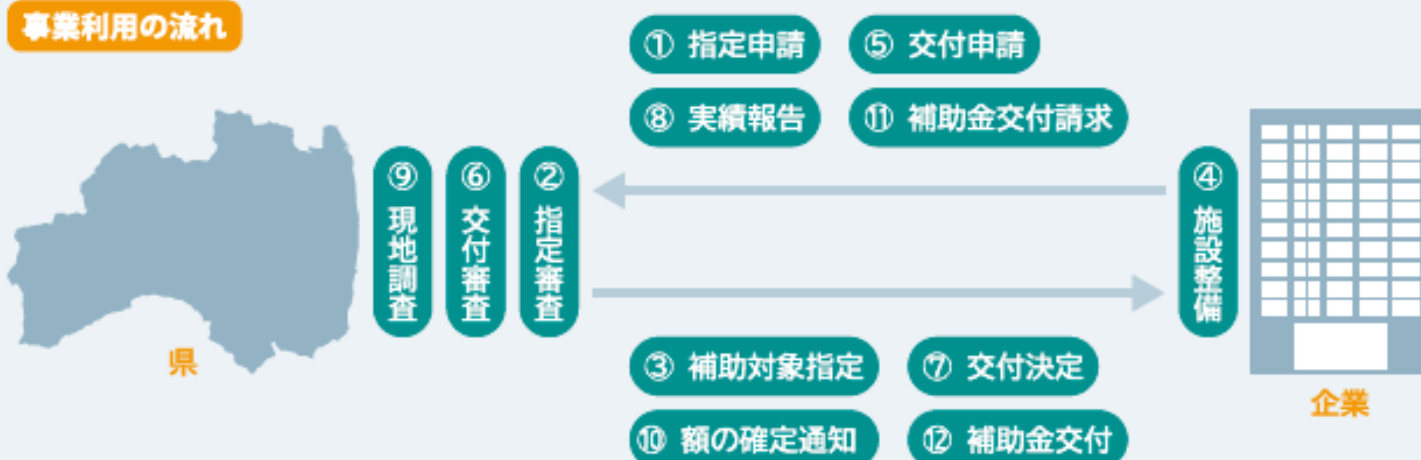 事業利用の流れ
① 指定申請
⑤ 交付申請
⑧ 実績報告
⑪ 補助金交付請求
⑨ 現地調査
⑥ 交付審査
② 指定審査
④ 施設整備
県
③ 補助対象指定
⑦ 交付決定
企業
⑩ 額の確定通知
⑫ 補助金交付